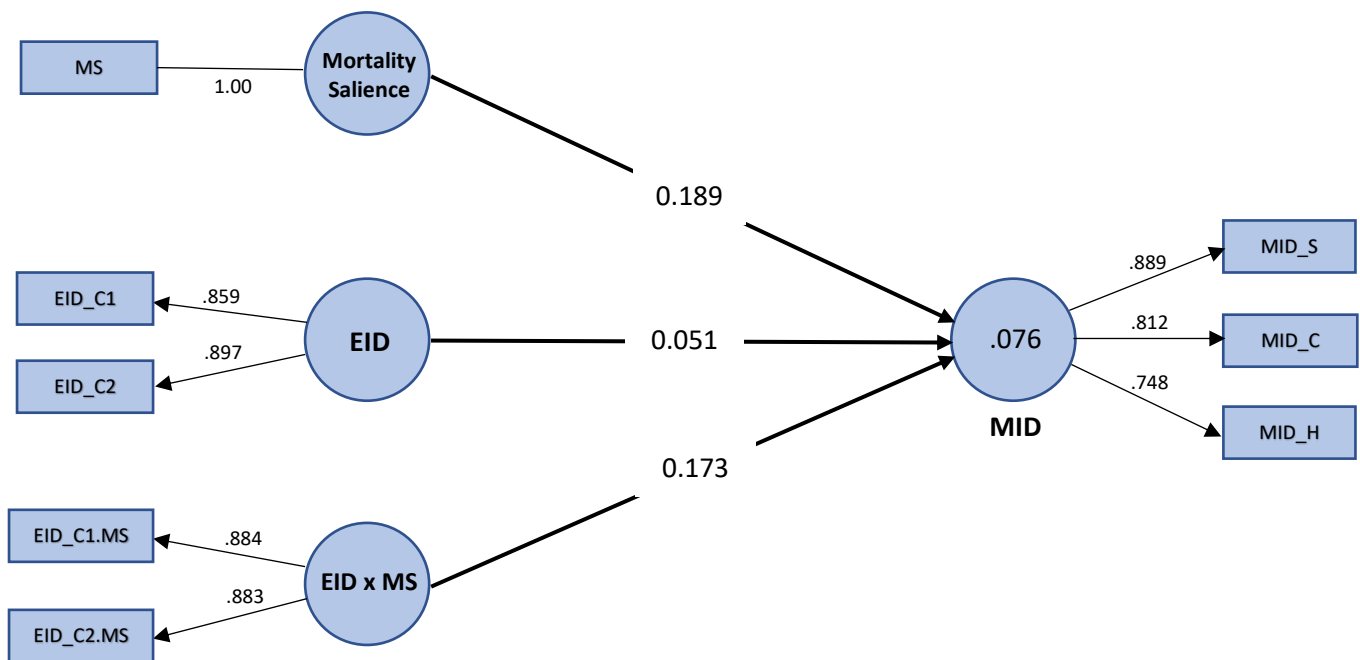 MS
1.00
Mortality
Salience
0.189
EID_C1
.859
EID_C2
.897
EID
0.051
.076
MID
.889
MID_S
.812
MID_C
.748
MID_H
0.173
EID_C1.MS
.884
EID_C2.MS
.883
EID x MS